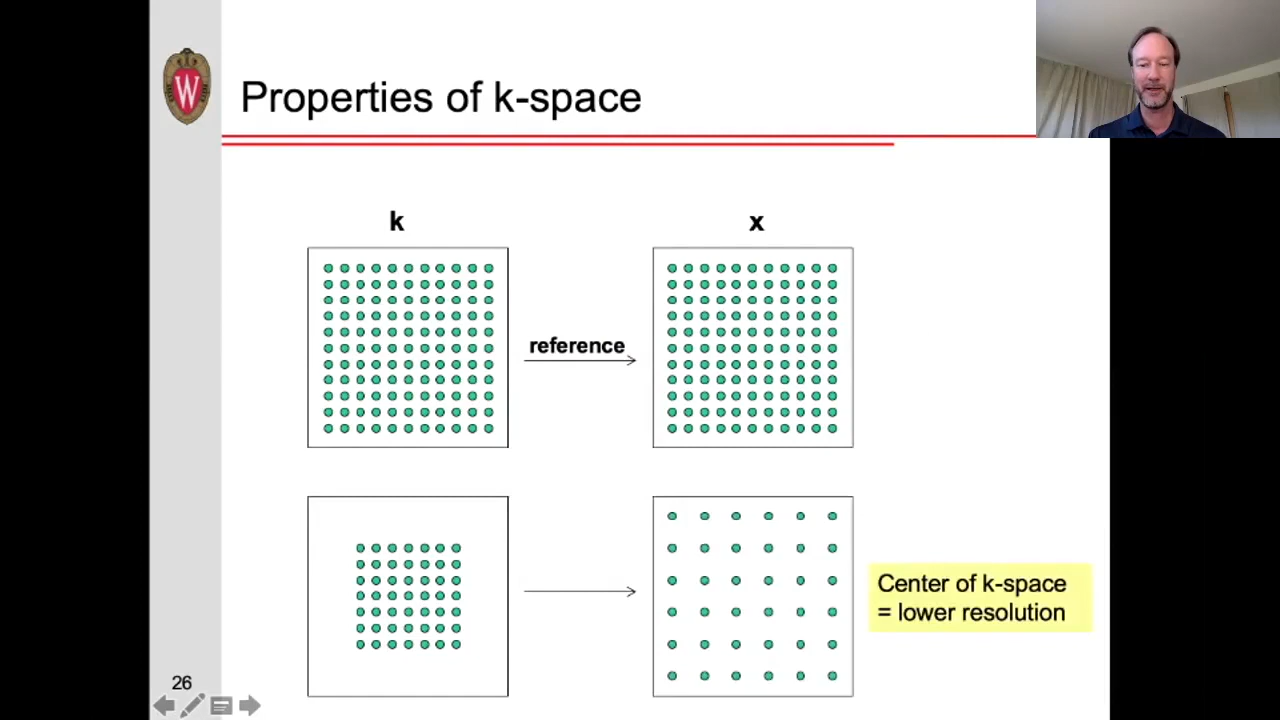 W
Properties of k-space
k
x
reference
Center of k-space
= lower resolution
26